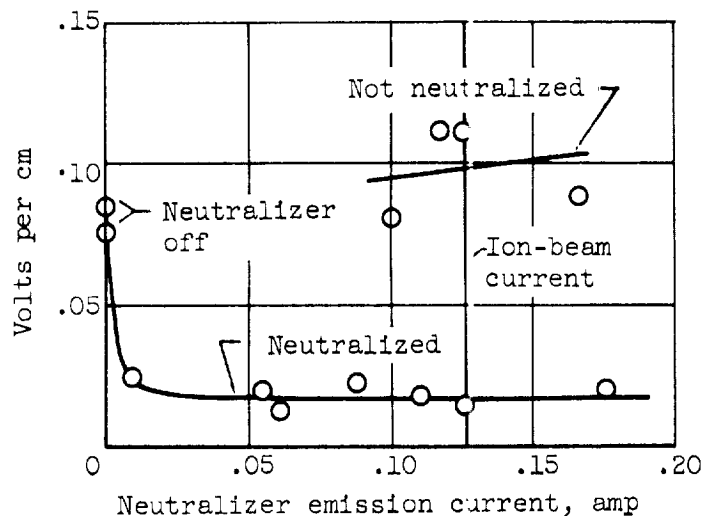 .15
Not neutralized
.10
Neutralizer
off
Ion-beam
current
Volts per cm
.05
Neutralized
0
.05
.10
.15
.20
Neutralizer emission current, amp